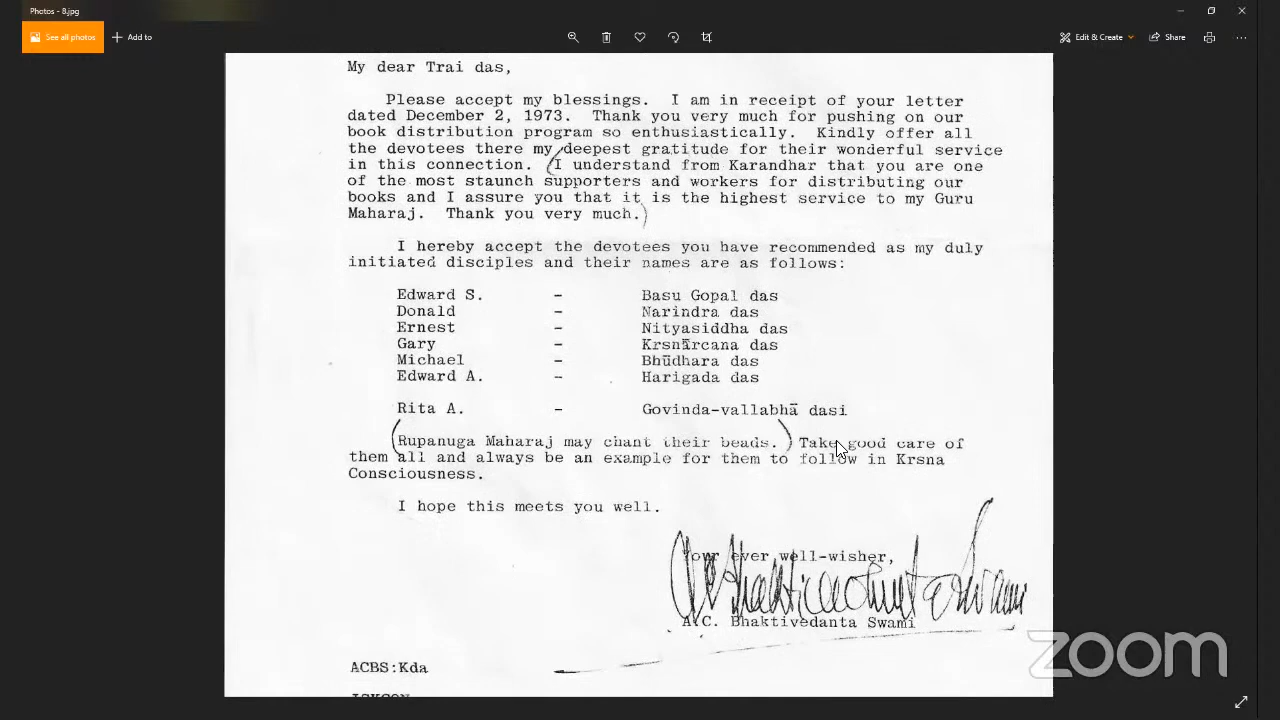 Photos - 8.jpg
See all photos
Add to
Edit & Create
Share
My dear Trai das,
Please accept my blessings. I am in receipt of your letter
dated December 2, 1973. Thank you very much for pushing on our
book distribution program so enthusiastically. Kindly offer all
the devotees there my deepest gratitude for their wonderful service
in this connection. (I understand from Karandhar that you are one
of the most staunch supporters and workers for distributing our
books and I assure you that it is the highest service to my Guru
Maharaj. Thank you very much.)
I hereby accept the devotees you have recommended as my duly
initiated disciples and their names are as follows:
Edward S. - Basu Gopal das
Donald - Narindra das
Ernest - Nityasiddha das
Gary - Krsnārcana das
Michael - Bhūdhara das
Edward A. - Harigada das
Rita A. - Govinda-vallabhā dasi
(Rupanuga Maharaj may chant their beads.) Take good care of
them all and always be an example for them to follow in Krsna
Consciousness.
I hope this meets you well.
Your ever well-wisher,
A.C. Bhaktivedanta Swami
A.C. Bhaktivedanta Swami
ACBS:Kda
ISKCON
zoom